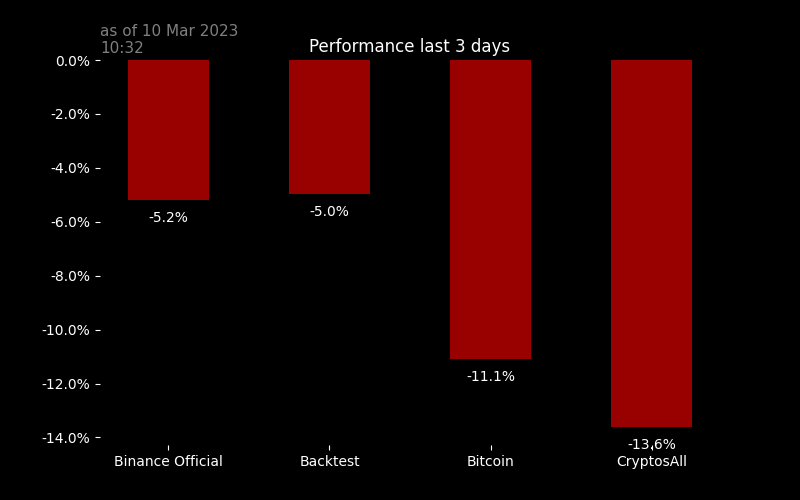 as of 10 Mar 2023
10:32
Performance last 3 days
0.0%
-2.0%
-4.0%
-6.0%
-8.0%
-10.0%
-12.0%
-14.0%
-5.2%
-5.0%
-11.1%
-13.6%
Binance Official
Backtest
Bitcoin
CryptosAll